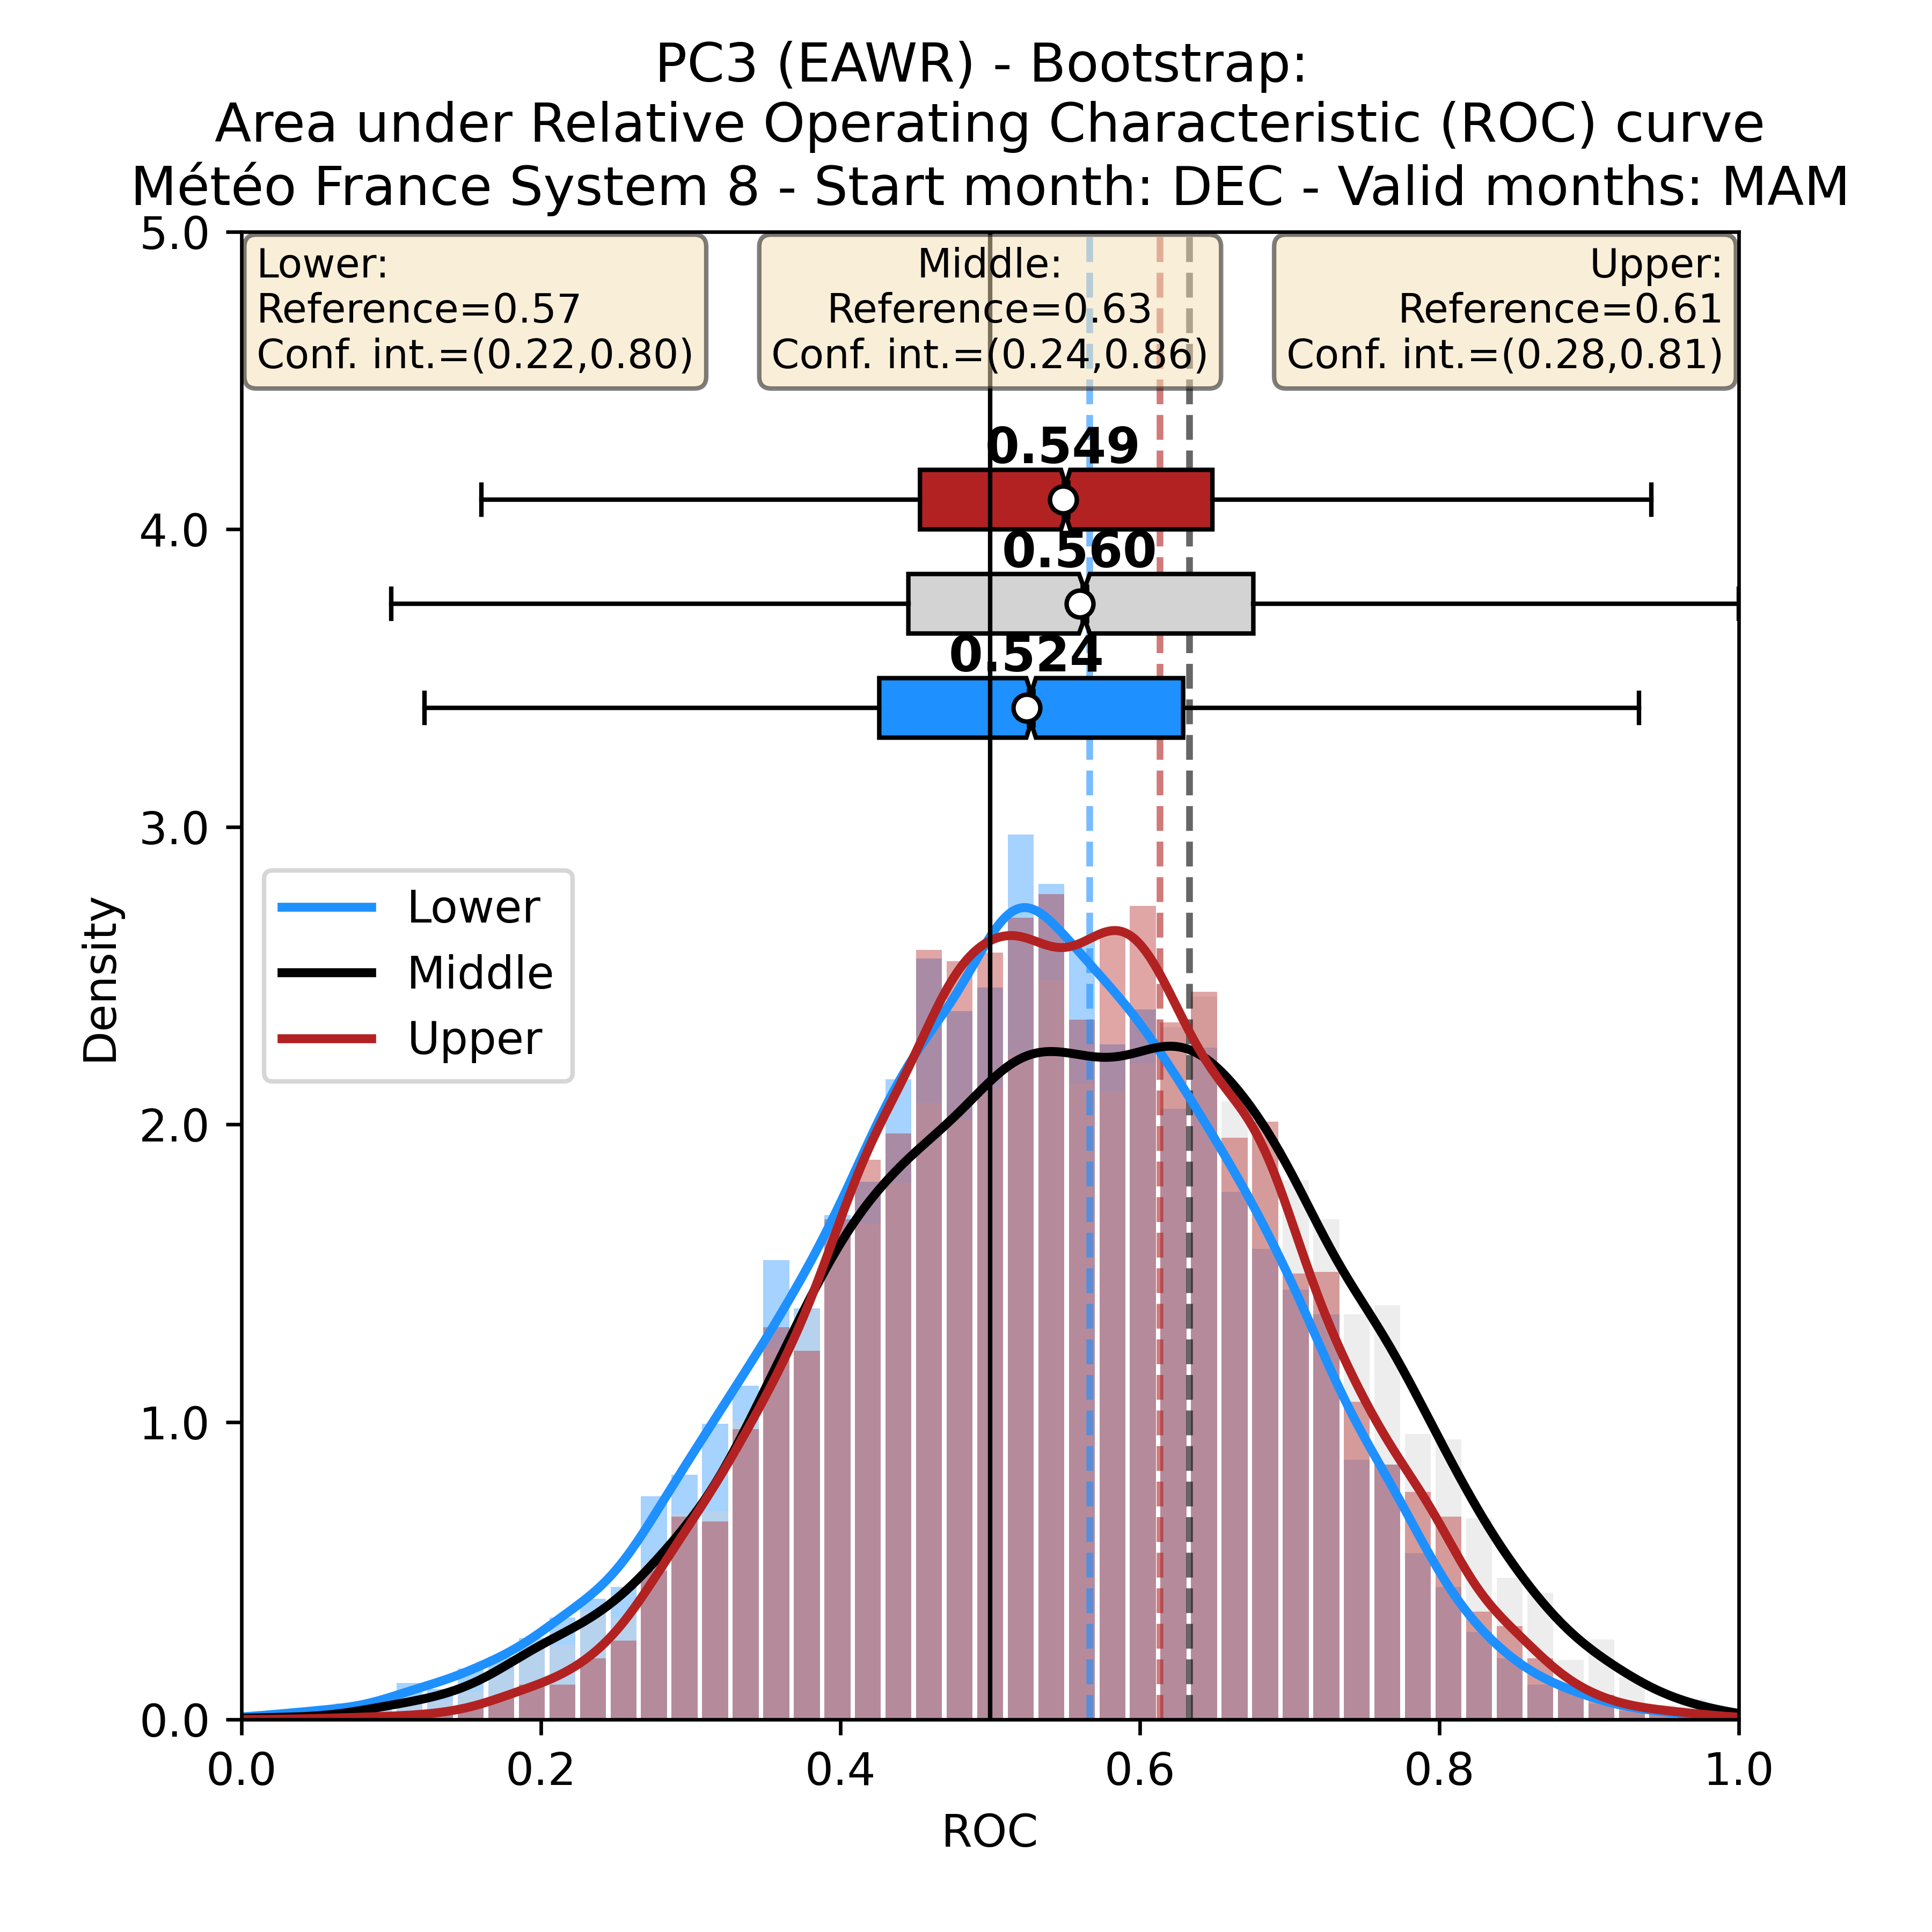 PC3 (EAWR) - Bootstrap:
Area under Relative Operating Characteristic (ROC) curve
Météo France System 8 - Start month: DEC - Valid months: MAM
5.0
Lower:
Reference=0.57
Conf. int.=(0.22,0.80)
Middle:
Reference=0.63
Conf. int.=(0.24,0.86)
Upper:
Reference=0.61
Conf. int.=(0.28,0.81)
0.549
4.0
0.560
0.524
3.0
Lower
Middle
Upper
Density
2.0
1.0
0.0
0.0
0.2
0.4
0.6
0.8
1.0
ROC